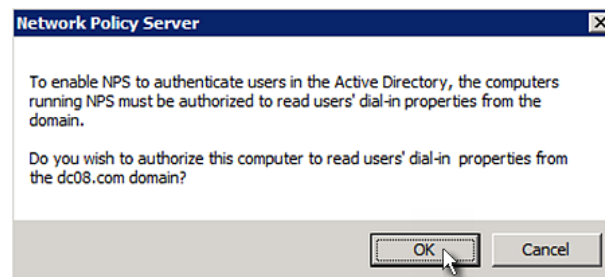 Network Policy Server
To enable NPS to authenticate users in the Active Directory, the computers
running NPS must be authorized to read users' dial-in properties from the
domain.
Do you wish to authorize this computer to read users' dial-in  properties from
the dc08.com domain?
OK
Cancel